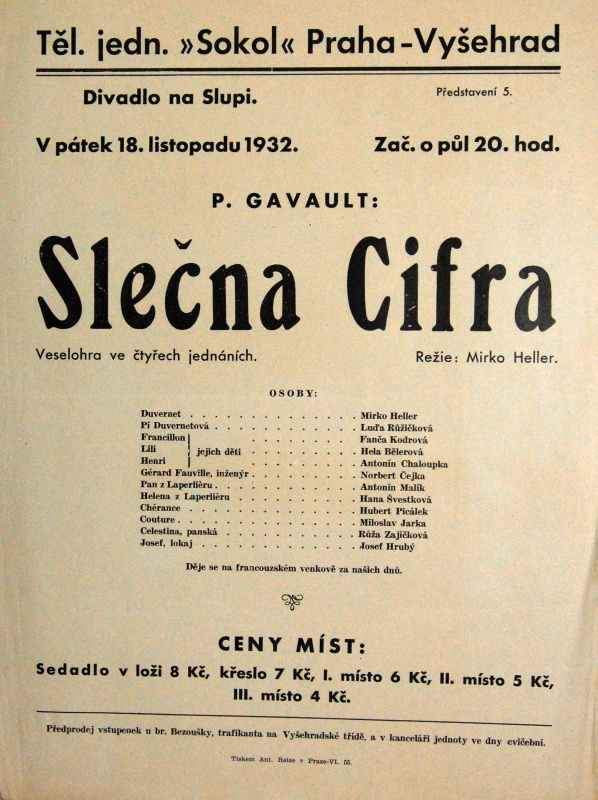 Těl. jedn. »Sokol« Praha-Vyšehrad
Divadlo na Slupi.
Představení 5.
V pátek 18. listopadu 1932.
Zač. o půl 20. hod.
P. GAVAULT:
Slečna Cifra
Veselohra ve čtyřech jednáních.
Režie: Mirko Heller.
OSOBY:
Duvernet . . . . . . . . . . . . . . Mirko Heller
Pí Duvernetová . . . . . . . . . . . . Luďa Růžičková
Francillon . . . . . . . . . Fanča Kodrová
Lili jejich děti . . . . . . . . . Hela Bělerová
Henri . . . . . . . . . Antonín Chaloupka
Gérard Fauville, inženýr . . . . . . . . . Norbert Čejka
Pan z Laperlièru . . . . . . . . . . . . Antonín Malík
Helena z Laperlièru . . . . . . . . . . Hana Švestková
Chérance . . . . . . . . . . . . . . Hubert Picálek
Couture . . . . . . . . . . . . . . . Miloslav Jarka
Celestina, panská . . . . . . . . . . . Růža Zajíčková
Josef, lokaj . . . . . . . . . . . . . Josef Hrubý
Děje se na francouzském venkově za našich dnů.
CENY MÍST:
Sedadlo v loži 8 Kč, křeslo 7 Kč, I. místo 6 Kč, II. místo 5 Kč,
III. místo 4 Kč.
Předprodej vstupenek u br. Bezoušky, trafikanta na Vyšehradské třídě, a v kanceláři jednoty ve dny cvičební.
Tiskem Ant. Reise v Praze-VI. 55.